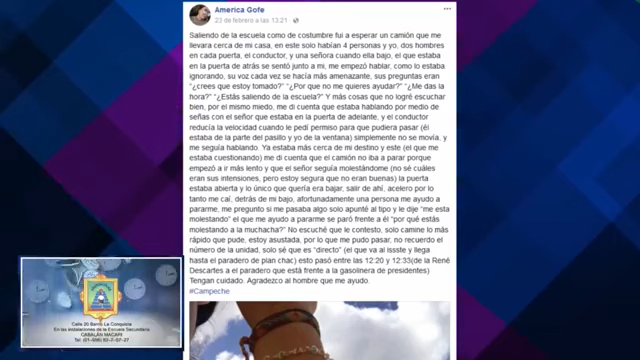 America Gofe
23 de febrero a las 13:21
Saliendo de la escuela como de costumbre fui a esperar un camión que me
llevara cerca de mi casa, en este solo habían 4 personas y yo, dos hombres
en cada puerta, el conductor, y una señora cuando ella bajo, el que estaba
en la puerta de atrás se sentó junto a mi, me empezó hablar, como lo estaba
ignorando, su voz cada vez se hacía más amenazante, sus preguntas eran
"¿crees que estoy tomado?" "¿Por que no me quieres ayudar?" "¿Me das la
hora?" "¿Estás saliendo de la escuela?" Y más cosas que no logré escuchar
bien, por el mismo miedo, me di cuenta que estaba hablando por medio de
señas con el señor que estaba en la puerta de adelante, y el conductor
reducía la velocidad cuando le pedí permiso para que pudiera pasar (él
estaba de la parte del pasillo y yo de la ventana) simplemente no se movía, y
me seguía hablando. Ya estaba más cerca de mi destino y este (el que me
estaba cuestionando) me di cuenta que el camión no iba a parar porque
empezó a ir más lento y que el señor seguía molestándome (no sé cuáles
eran sus intensiones, pero estoy segura que no eran buenas) la puerta
estaba abierta y lo único que quería era bajar, salir de ahí, acelero por lo
tanto me caí, detrás de mi bajo, afortunadamente una persona me ayudo a
pararme, me pregunto si me pasaba algo solo apunté al tipo y le dije "me esta
molestando" el que me ayudo a pararme se paró frente a él "por qué estás
molestando a la muchacha?" No escuché que le contesto, solo camine lo más
rápido que pude, estoy asustada, por lo que me pudo pasar, no recuerdo el
número de la unidad, solo sé que es "directo" (el que va al issste y llega
hasta el paradero de plan chac) esto pasó entre las 12:20 y 12:33(de la René
Descartes a el paradero que está frente a la gasolinera de presidentes)
Tengan cuidado. Agradezco al hombre que me ayudo.
#Campeche
Calle 20 Barrio La Conquista
En las instalaciones de la Escuela Secundaria